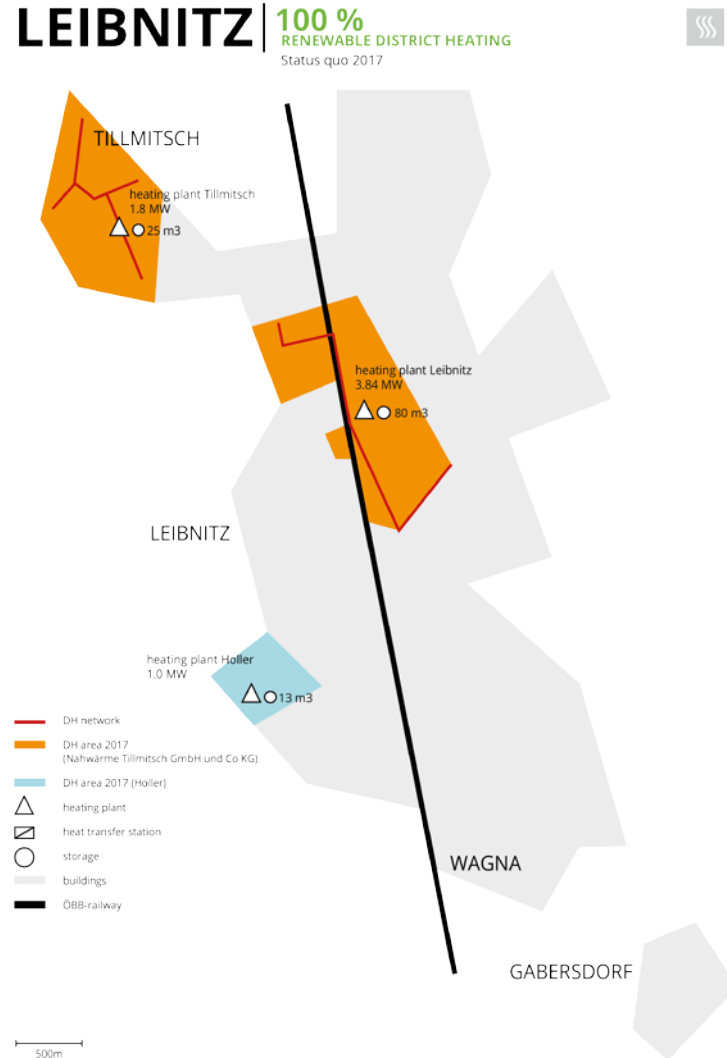 LEIBNITZ
100 %
RENEWABLE DISTRICT HEATING
Status quo 2017
TILLMITSCH
heating plant Tillmitsch
1.8 MW
25 m3
heating plant Leibnitz
3.84 MW
80 m3
LEIBNITZ
heating plant Holler
1.0 MW
13 m3
DH network
DH area 2017
(Nahwärme Tillmitsch GmbH und Co KG)
DH area 2017 (Holler)
heating plant
heat transfer station
storage
buildings
ÖBB-railway
WAGNA
GABERSDORF
500m